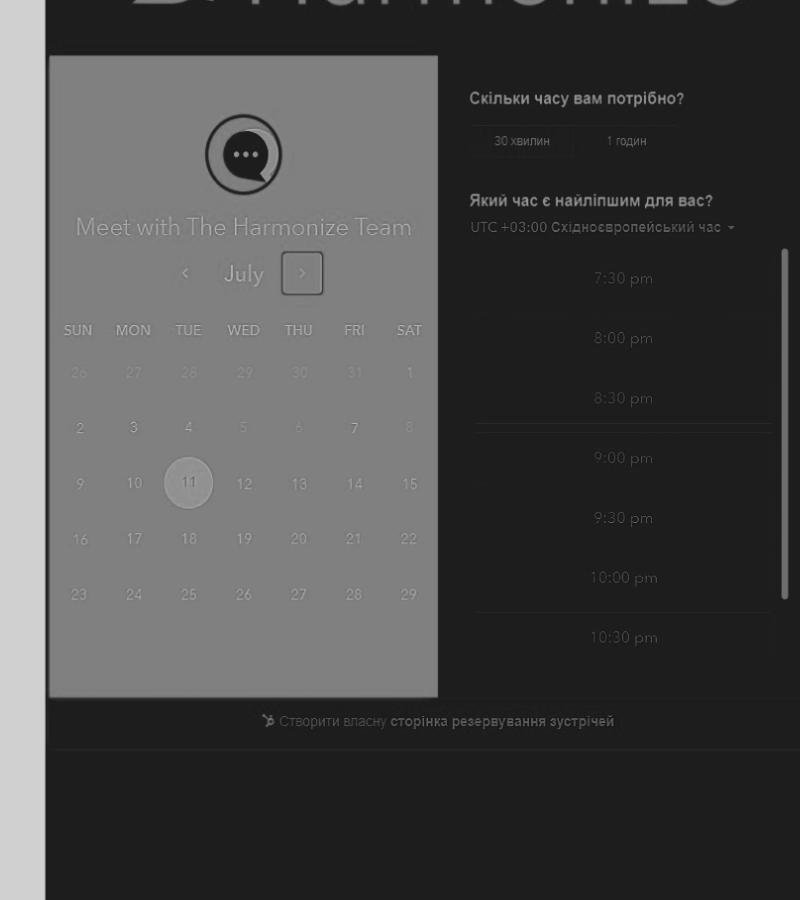 Harmonize
Meet with The Harmonize Team
July
SUN MON TUE WED THU FRI SAT
26 27 28 29 30 31 1
2 3 4 5 6 7 8
9 10 11 12 13 14 15
16 17 18 19 20 21 22
23 24 25 26 27 28 29
Скільки часу вам потрібно?
30 хвилин 1 годин
Який час є найліпшим для вас?
UTC +03:00 Східноєвропейський час
7:30 pm
8:00 pm
8:30 pm
9:00 pm
9:30 pm
10:00 pm
10:30 pm
Створити власну сторінка резервування зустрічей